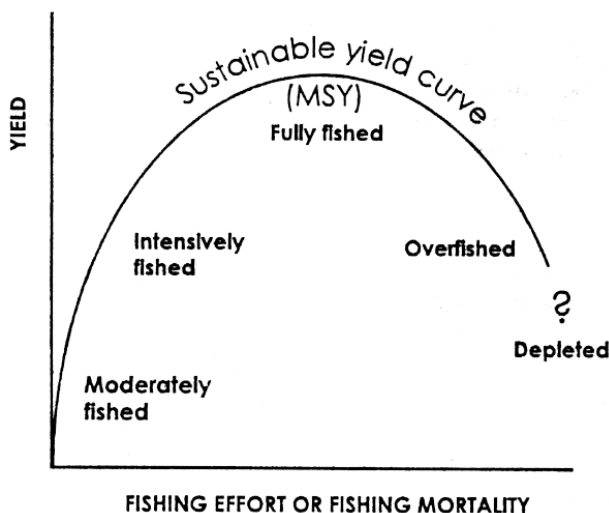 Sustainable yield curve
(MSY)
Fully fished
YIELD
Intensively
fished
Overfished
?
Depleted
Moderately
fished
FISHING EFFORT OR FISHING MORTALITY